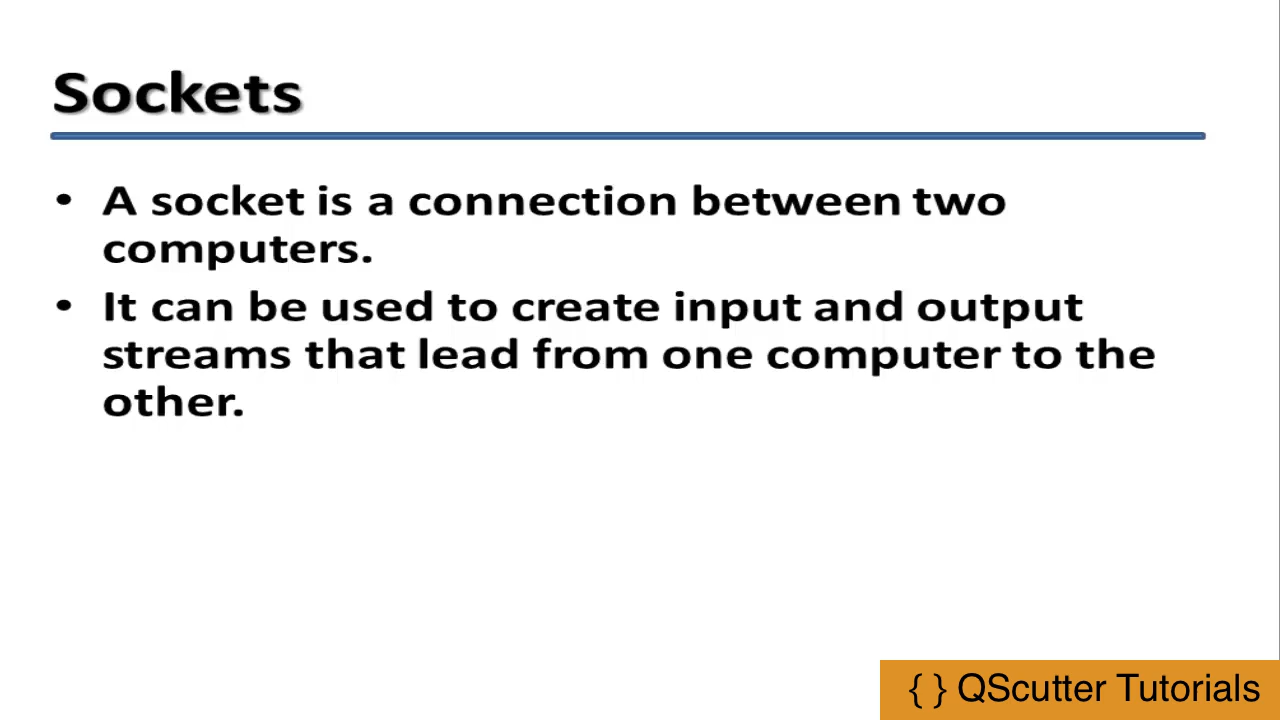 Sockets
• A socket is a connection between two
computers.
• It can be used to create input and output
streams that lead from one computer to the
other.
{ } QScutter Tutorials